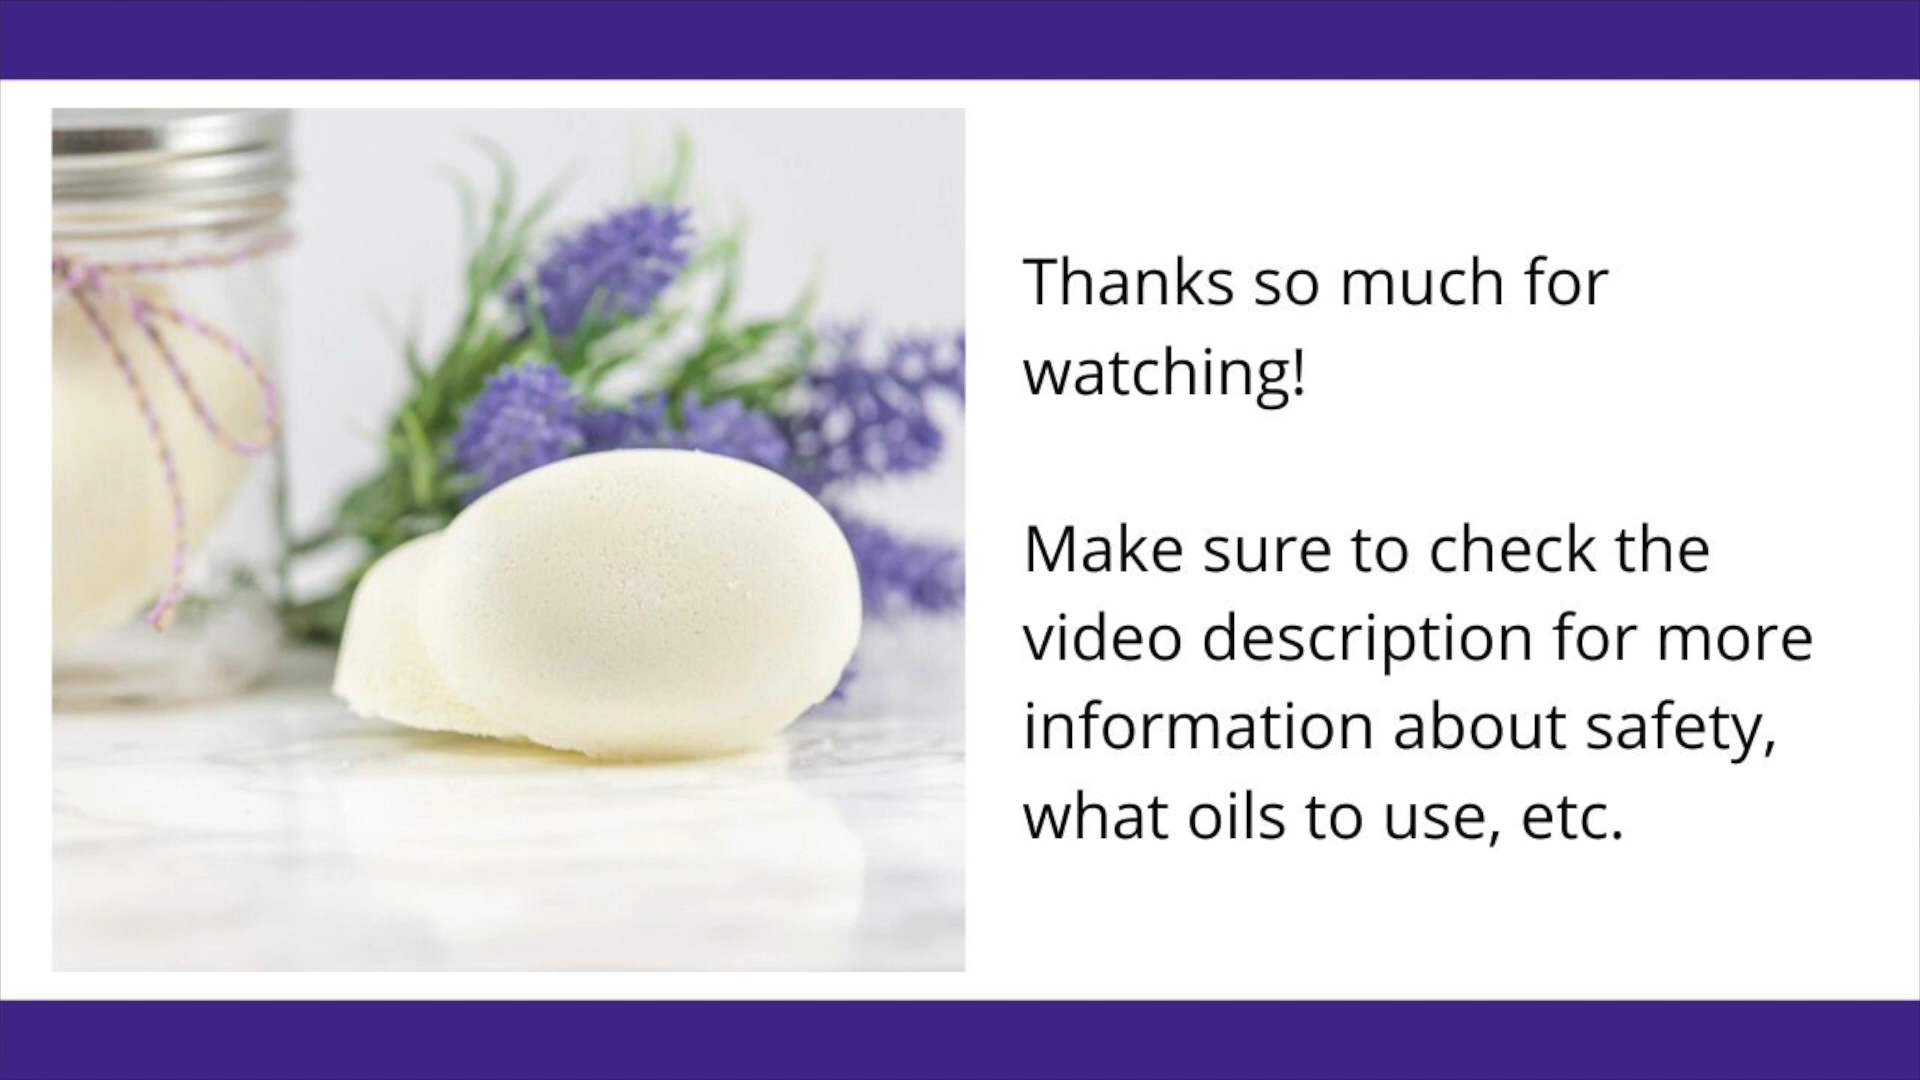 Thanks so much for
watching!
Make sure to check the
video description for more
information about safety,
what oils to use, etc.